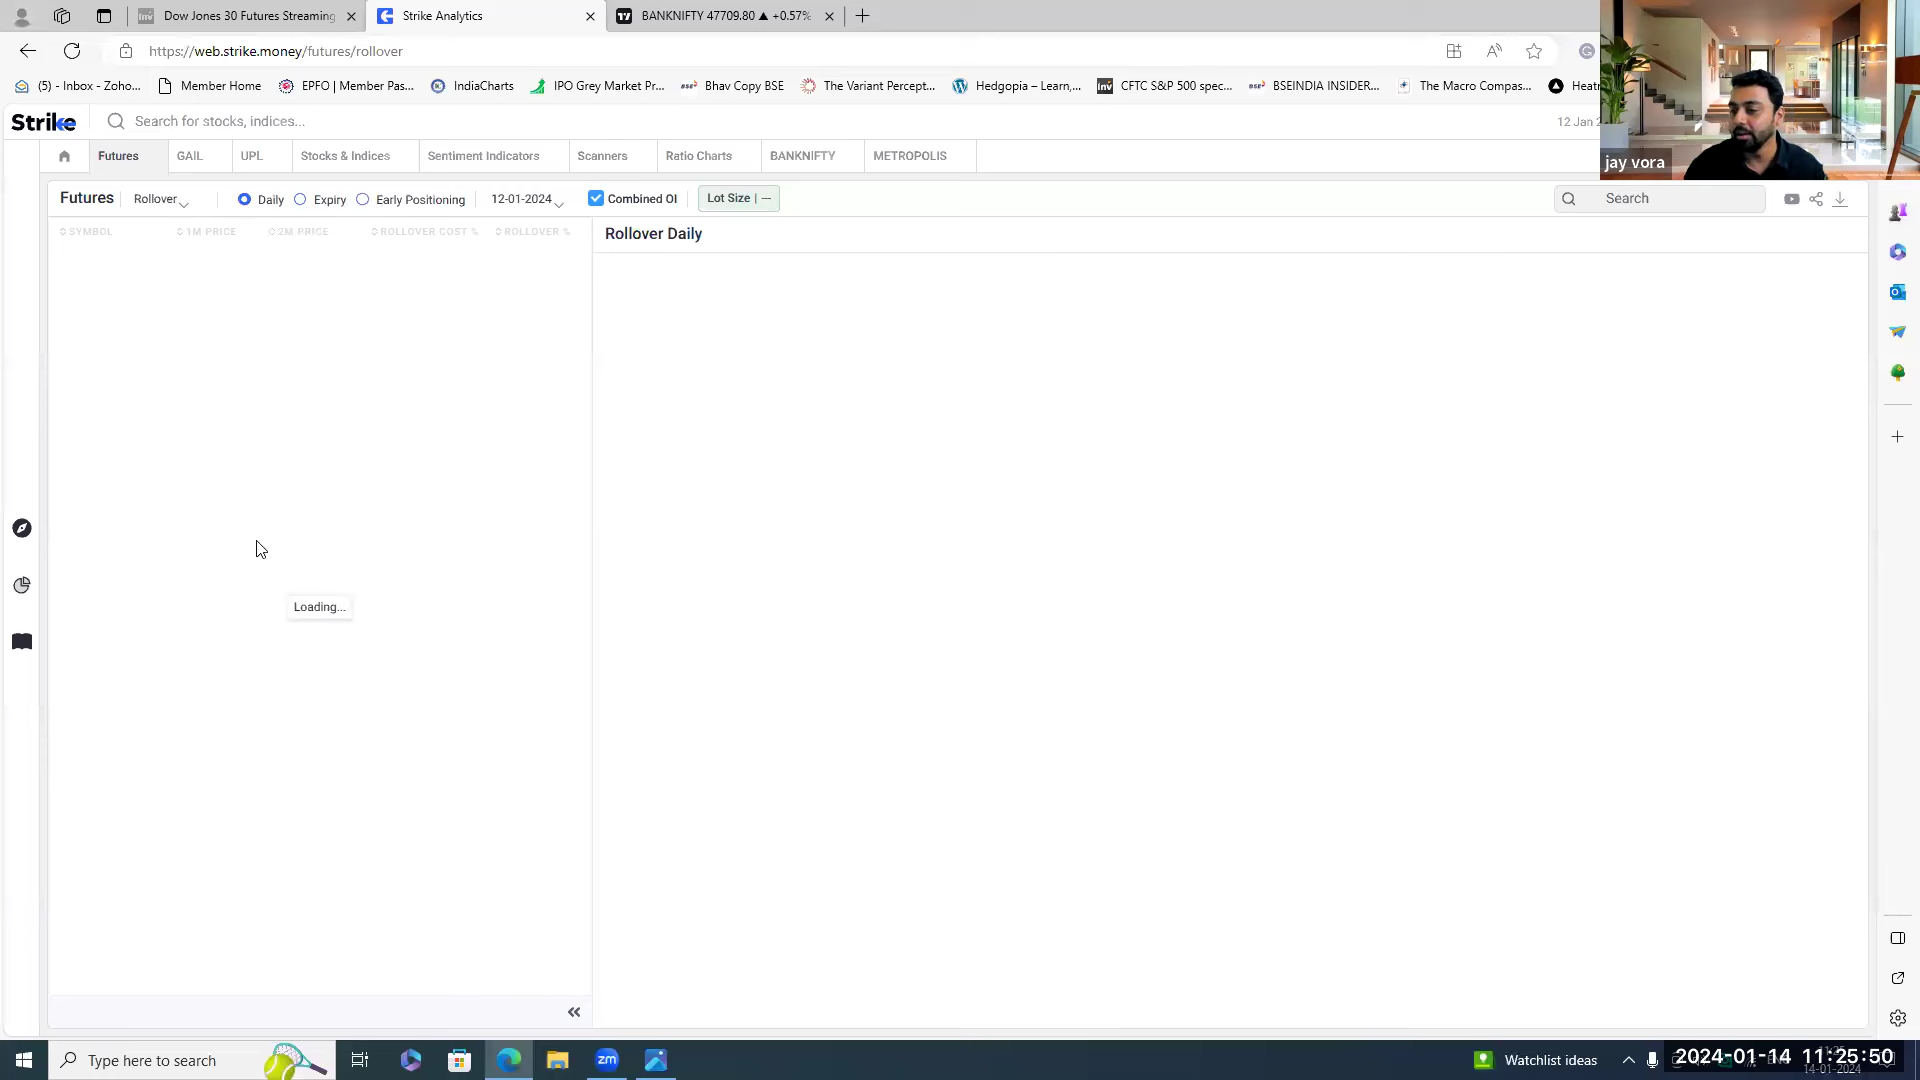 Dow Jones 30 Futures Streaming
Strike Analytics
BANKNIFTY 47709.80 ▲ +0.57%
https://web.strike.money/futures/rollover
(5) - Inbox - Zoho...
Member Home
EPFO | Member Pas...
IndiaCharts
IPO Grey Market Pr...
Bhav Copy BSE
The Variant Percept...
Hedgopia – Learn,...
CFTC S&P 500 spec...
BSEINDIA INSIDER...
The Macro Compas...
Strike
Search for stocks, indices...
12 Jan
jay vora
Futures
GAIL
UPL
Stocks & Indices
Sentiment Indicators
Scanners
Ratio Charts
BANKNIFTY
METROPOLIS
Futures
Rollover
Daily
Expiry
Early Positioning
12-01-2024
Combined OI
Lot Size | —
Search
SYMBOL
1M PRICE
2M PRICE
ROLLOVER COST %
ROLLOVER %
Rollover Daily
Loading...
Type here to search
zm
Watchlist ideas
2024-01-14 11:25:50
14-01-2024